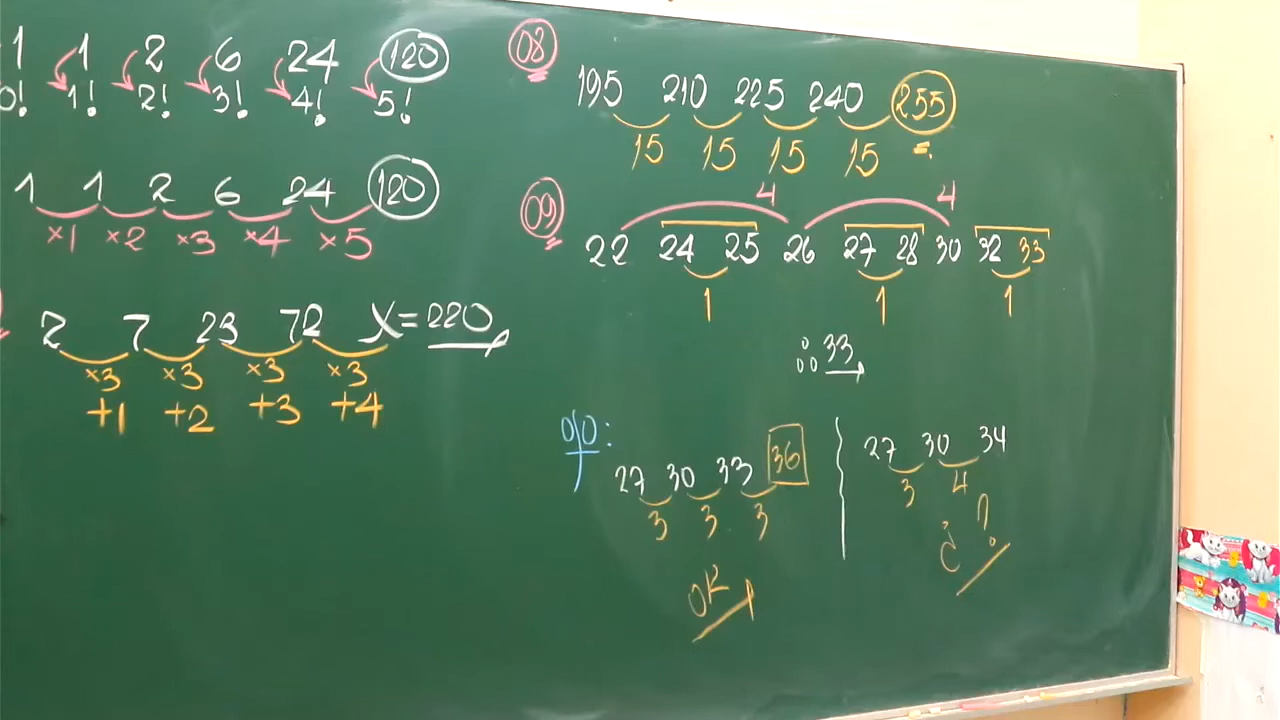 1 1 2 6 24 120
0! 1! 2! 3! 4! 5!
1 1 2 6 24 120
×1 ×2 ×3 ×4 ×5
2 7 23 72 X=220
×3 ×3 ×3 ×3
+1 +2 +3 +4
08
195 210 225 240 255
15 15 15 15
09
4 4
22 24 25 26 27 28 30 32 33
1 1 1
∴ 33
27 30 33 36
3 3 3
OK
27 30 34
3 4
¿?